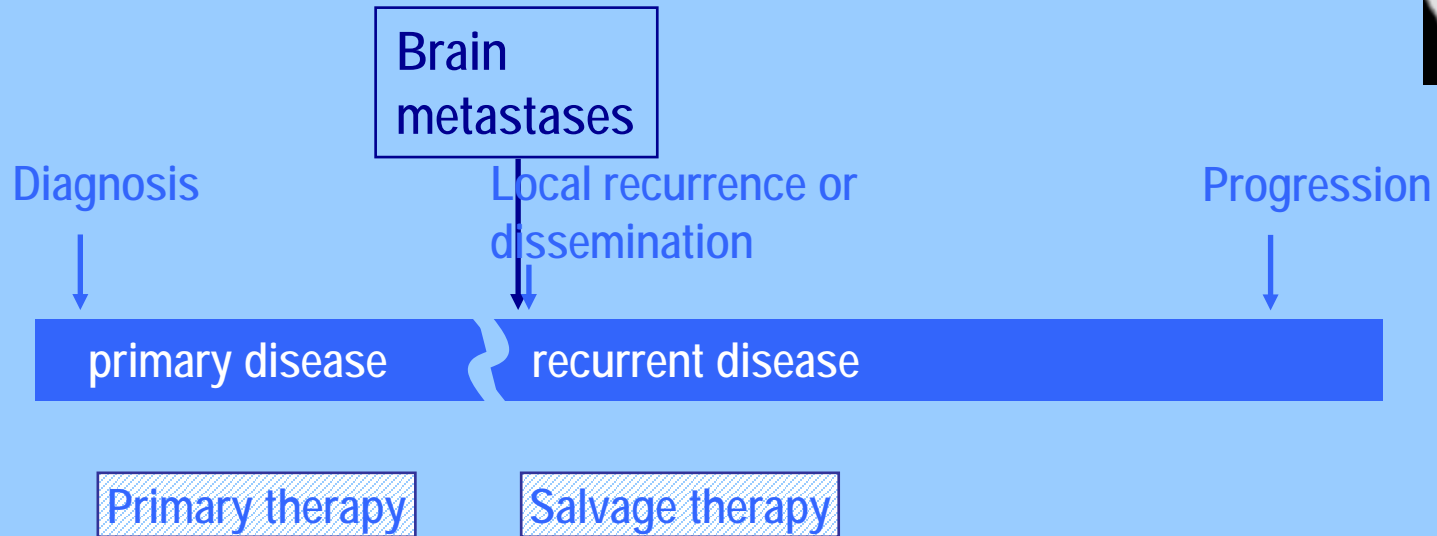 Brain
metastases
Diagnosis
Local recurrence or
dissemination
Progression
primary disease
recurrent disease
Primary therapy
Salvage therapy